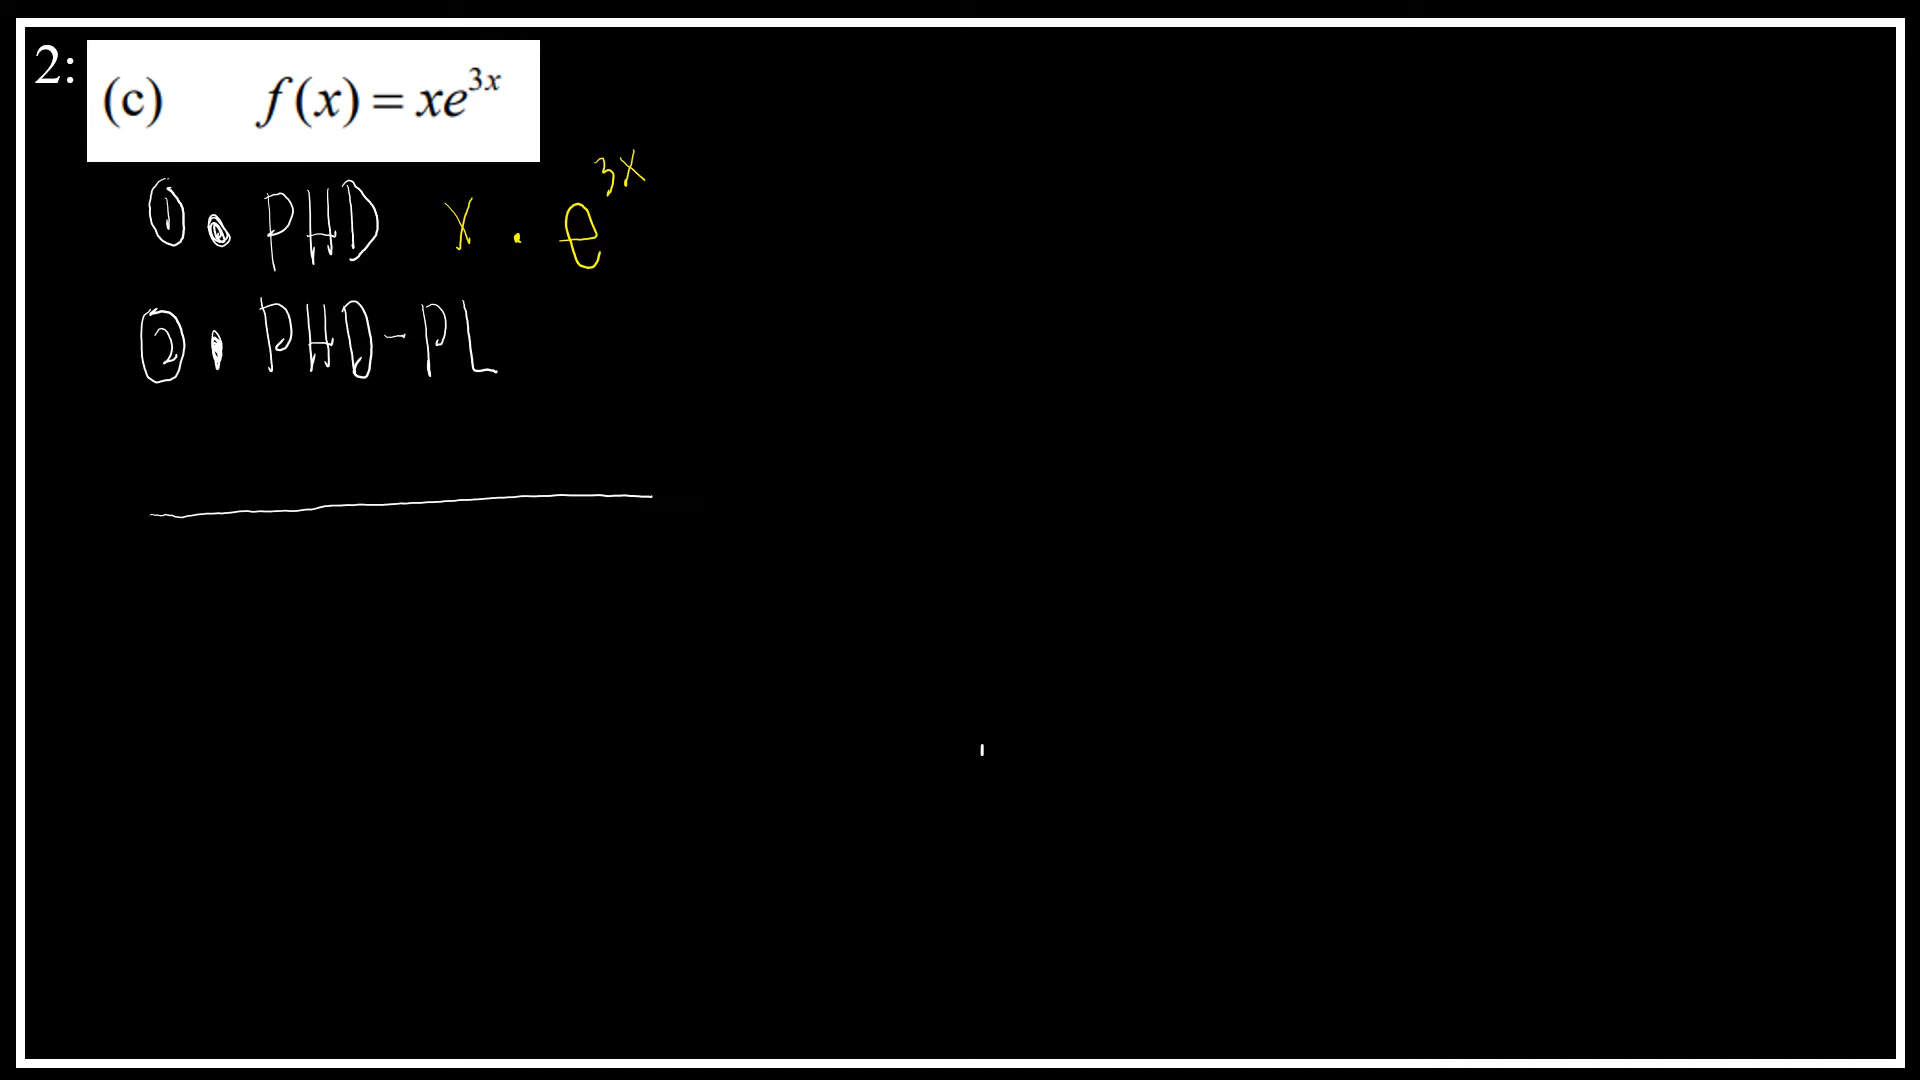 2: (c) f(x) = xe^{3x}
① • PHD x · e^{3x}
② • PHD-PL